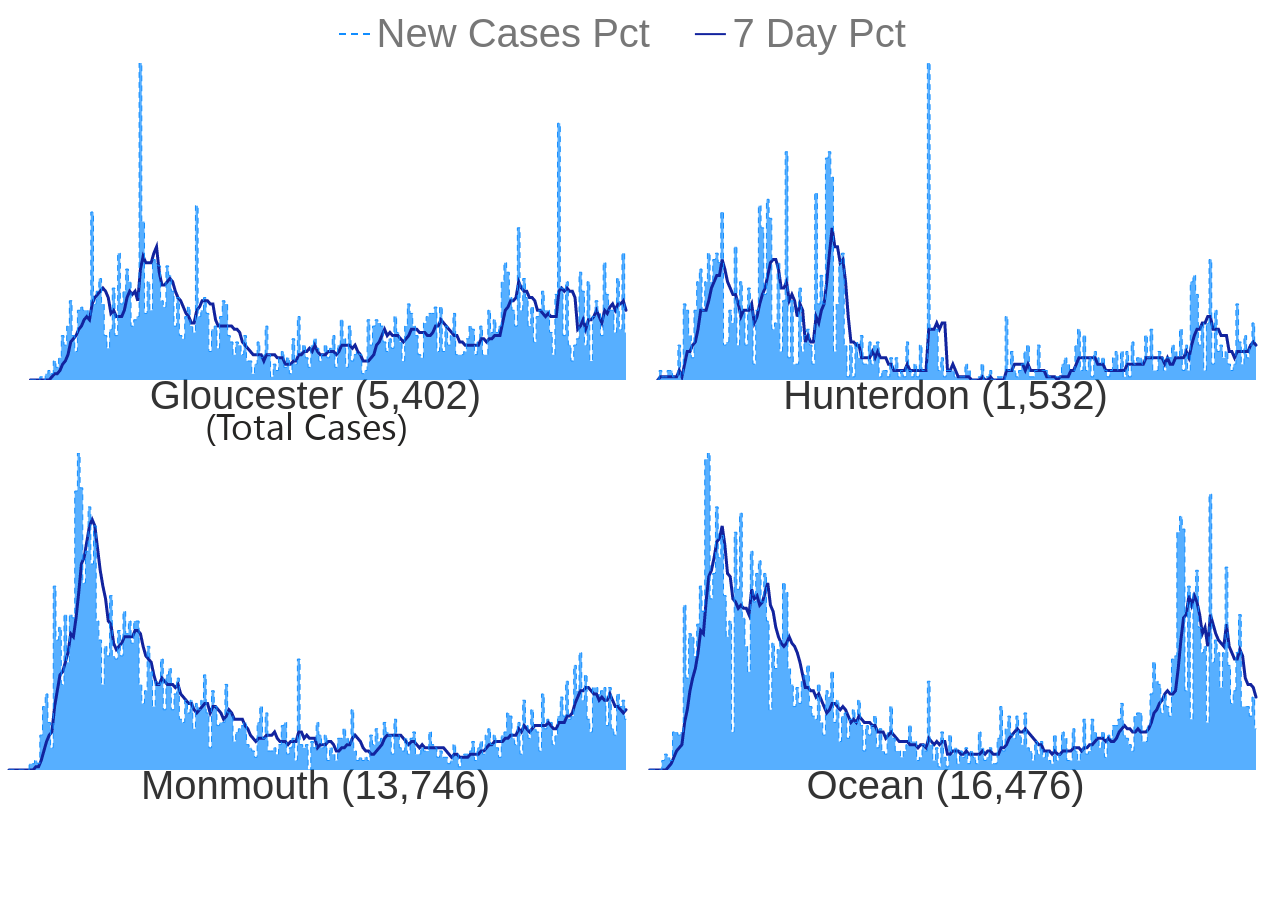 New Cases Pct 7 Day Pct
Gloucester (5,402) Hunterdon (1,532)
(Total Cases)
Monmouth (13,746) Ocean (16,476)